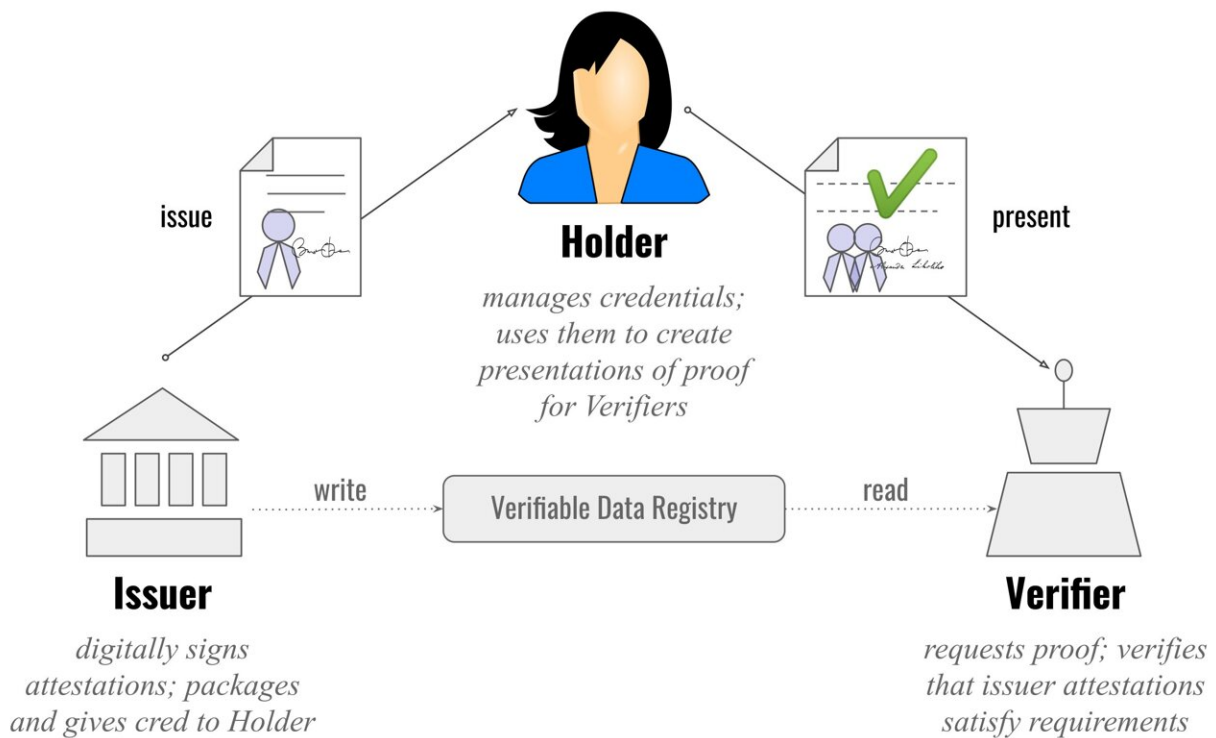 issue
present
Holder
manages credentials;
uses them to create
presentations of proof
for Verifiers
write
Verifiable Data Registry
read
Issuer
digitally signs
attestations; packages
and gives cred to Holder
Verifier
requests proof; verifies
that issuer attestations
satisfy requirements